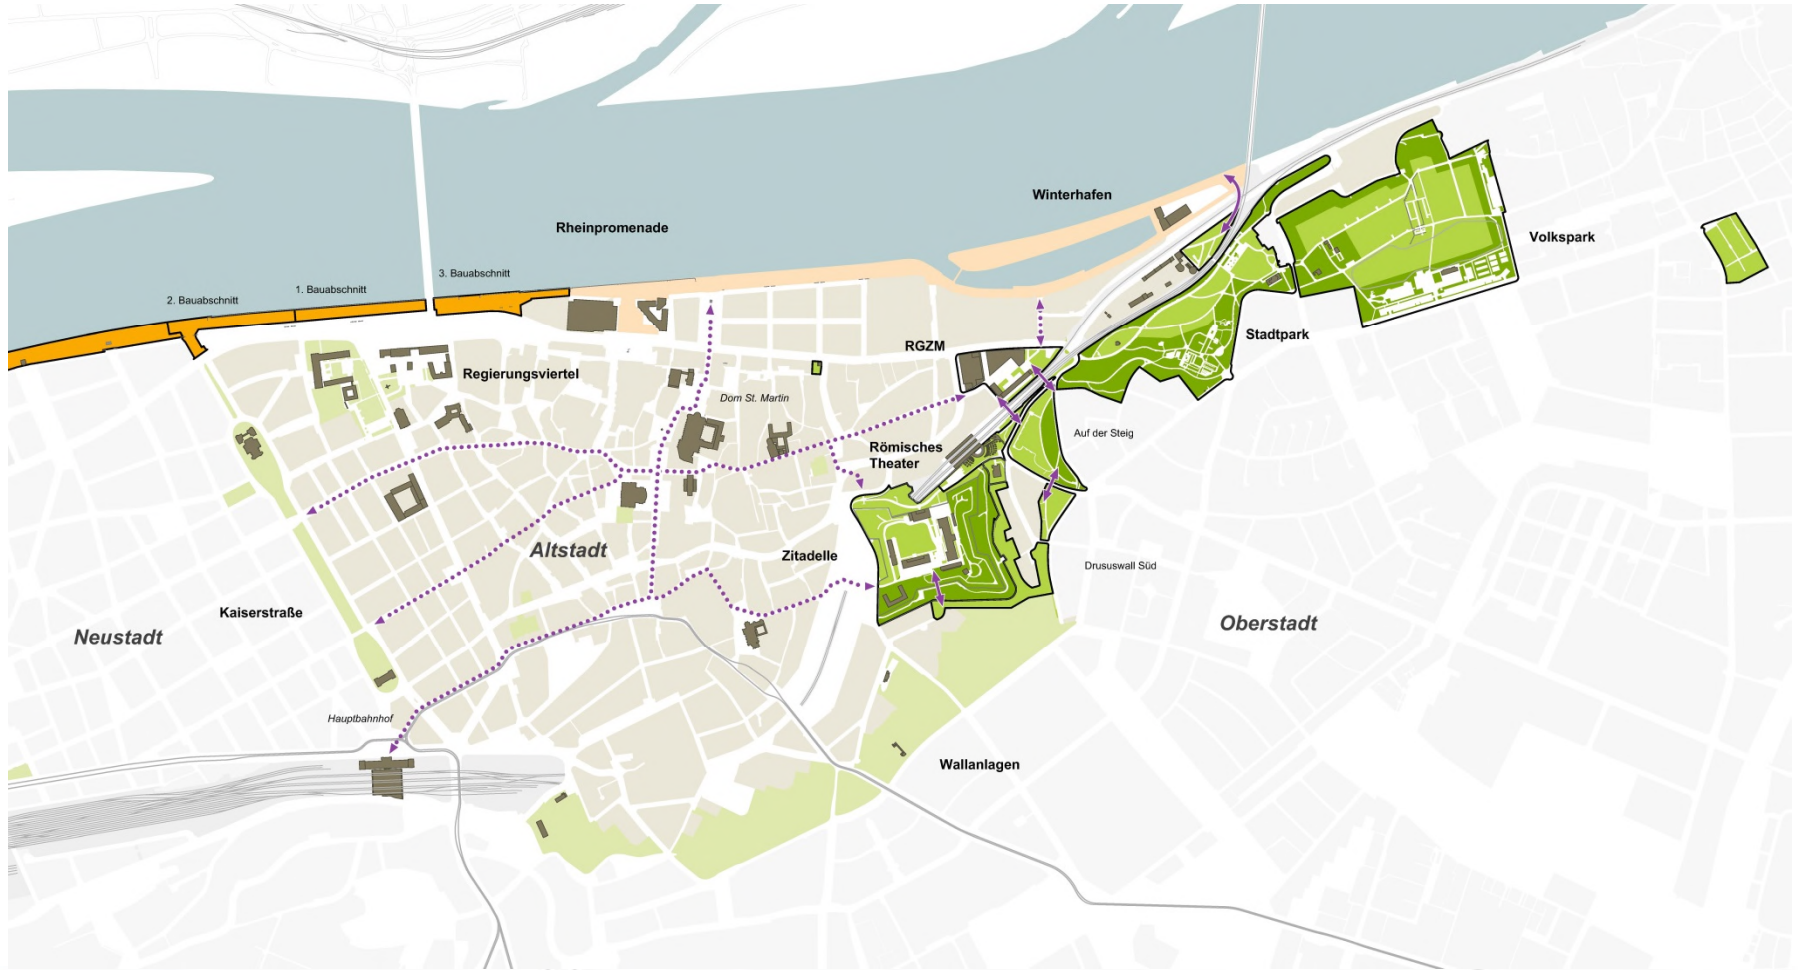 Winterhafen
Rheinpromenade
Volkspark
3. Bauabschnitt
1. Bauabschnitt
2. Bauabschnitt
Stadtpark
RGZM
Regierungsviertel
Dom St. Martin
Auf der Steig
Römisches
Theater
Altstadt
Zitadelle
Drususwall Süd
Kaiserstraße
Neustadt
Oberstadt
Hauptbahnhof
Wallanlagen